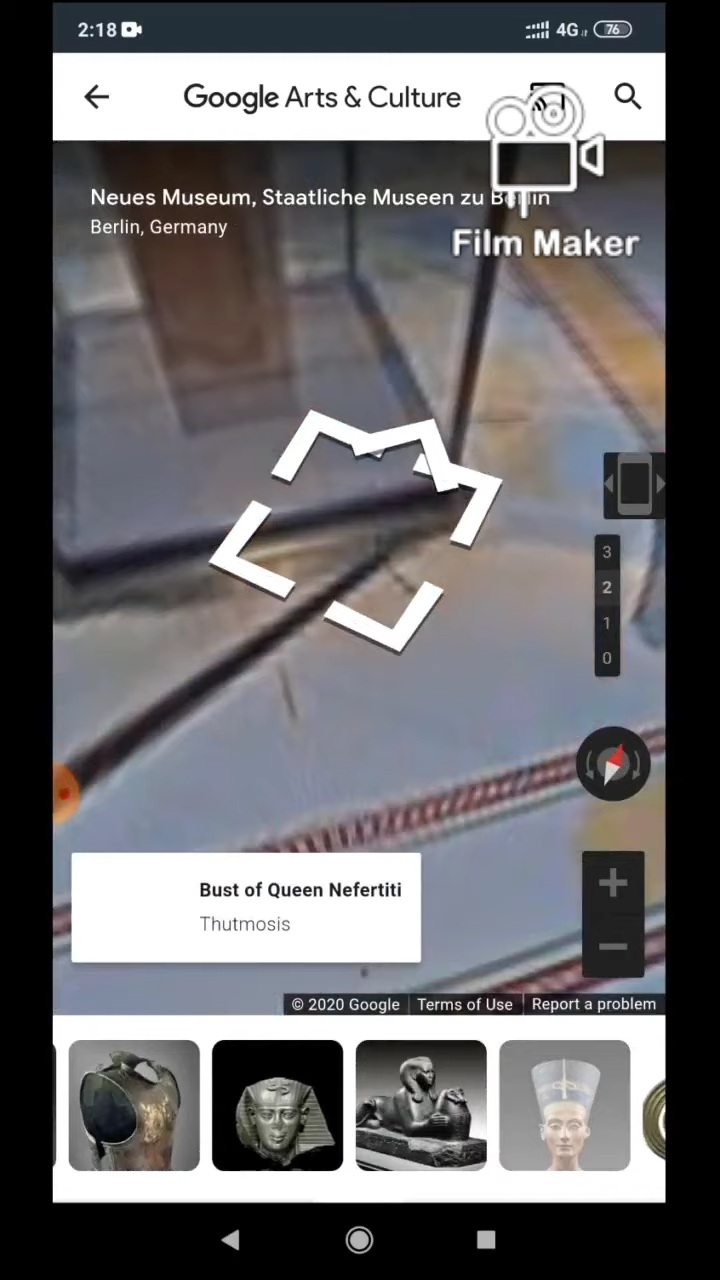 2:18
4G
76
Google Arts & Culture
Neues Museum, Staatliche Museen zu Berlin
Berlin, Germany
Film Maker
3
2
1
0
Bust of Queen Nefertiti
Thutmosis
© 2020 Google
Terms of Use
Report a problem